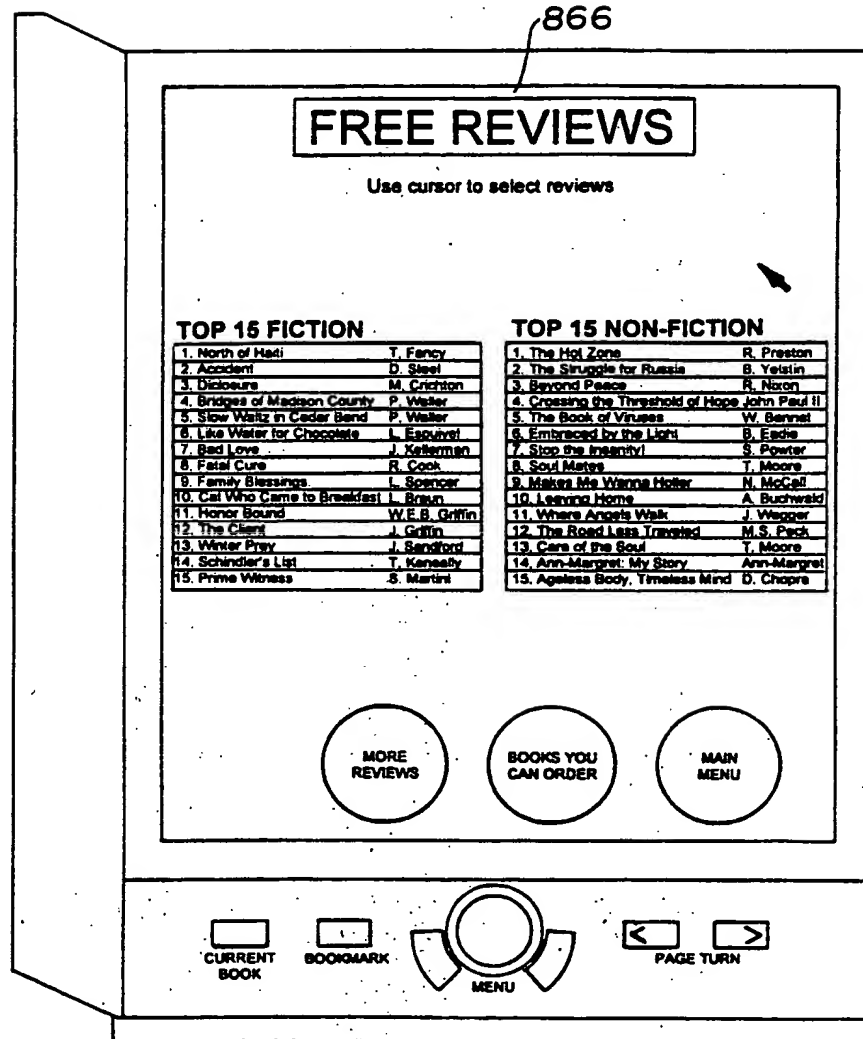 866
FREE REVIEWS
Use cursor to select reviews
TOP 15 FICTION
1. North of Haiti T. Fancy
2. Accident D. Steel
3. Diclosure M. Crichton
4. Bridges of Madison County P. Waller
5. Slow Waltz in Cedar Bend P. Waller
6. Like Water for Chocolate L. Esquivel
7. Bad Love J. Kellerman
8. Fatal Cure R. Cook
9. Family Blessings L. Spencer
10. Cat Who Came to Breakfast L. Braun
11. Honor Bound W.E.B. Griffin
12. The Client J. Griffin
13. Winter Prey J. Sandford
14. Schindler's List T. Keneally
15. Prime Witness S. Martini
TOP 15 NON-FICTION
1. The Hot Zone R. Preston
2. The Struggle for Russia B. Yelstin
3. Beyond Peace R. Nixon
4. Crossing the Threshold of Hope John Paul II
5. The Book of Viruses W. Bennet
6. Embraced by the Light B. Eadie
7. Stop the Insanity! S. Powter
8. Soul Mates T. Moore
9. Makes Me Wanna Holler N. McCall
10. Leaving Home A. Buchwald
11. Where Angels Walk J. Wagger
12. The Road Less Traveled M.S. Peck
13. Care of the Soul T. Moore
14. Ann-Margret: My Story Ann-Margret
15. Ageless Body, Timeless Mind D. Chopra
MORE
REVIEWS
BOOKS YOU
CAN ORDER
MAIN
MENU
CURRENT
BOOK
BOOKMARK
MENU
< >
PAGE TURN